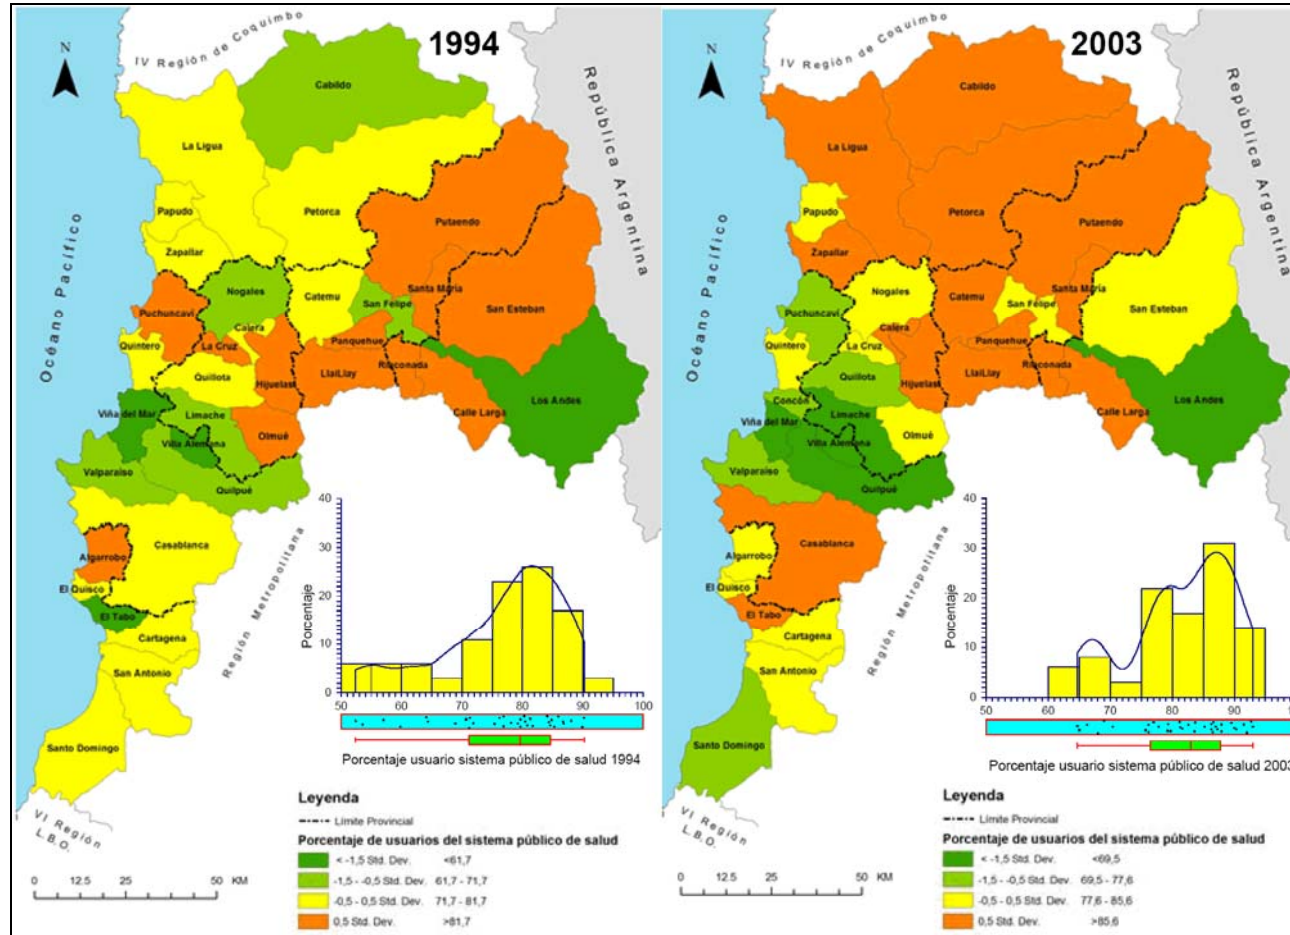 1994
N
IV Región de Coquimbo
República Argentina
Océano Pacífico
Región Metropolitana
VI Región
L.B.O.
Cabildo
La Ligua
Petorca
Papudo
Zapallar
Putaendo
Santa María
San Esteban
Nogales
Catemu
San Felipe
Puchuncaví
Calera
La Cruz
Panquehue
Quintero
Quillota
Hijuelas
LlaiLlay
Rinconada
Calle Larga
Los Andes
Viña del Mar
Limache
Olmué
Villa Alemana
Valparaíso
Quilpué
Casablanca
Algarrobo
El Quisco
El Tabo
Cartagena
San Antonio
Santo Domingo
Porcentaje
40
30
20
10
0
50 60 70 80 90 100
Porcentaje usuario sistema público de salud 1994
Leyenda
Límite Provincial
Porcentaje de usuarios del sistema público de salud
< -1,5 Std. Dev. <61,7
-1,5 - -0,5 Std. Dev. 61,7 - 71,7
-0,5 - 0,5 Std. Dev. 71,7 - 81,7
0,5 Std. Dev. >81,7
0 12.5 25 50 KM
2003
N
IV Región de Coquimbo
República Argentina
Océano Pacífico
Región Metropolitana
VI Región
L.B.O.
Cabildo
La Ligua
Petorca
Papudo
Zapallar
Putaendo
Santa María
San Esteban
Nogales
Catemu
San Felipe
Puchuncaví
Calera
La Cruz
Panquehue
Quintero
Quillota
Hijuelas
LlaiLlay
Rinconada
Calle Larga
Los Andes
Concón
Viña del Mar
Limache
Olmué
Villa Alemana
Valparaíso
Quilpué
Casablanca
Algarrobo
El Quisco
El Tabo
Cartagena
San Antonio
Santo Domingo
Porcentaje
40
30
20
10
0
50 60 70 80 90
Porcentaje usuario sistema público de salud 2003
Leyenda
Límite Provincial
Porcentaje de usuarios del sistema público de salud
< -1,5 Std. Dev. <69,5
-1,5 - -0,5 Std. Dev. 69,5 - 77,6
-0,5 - 0,5 Std. Dev. 77,6 - 85,6
0,5 Std. Dev. >85,6
0 12.5 25 50 KM